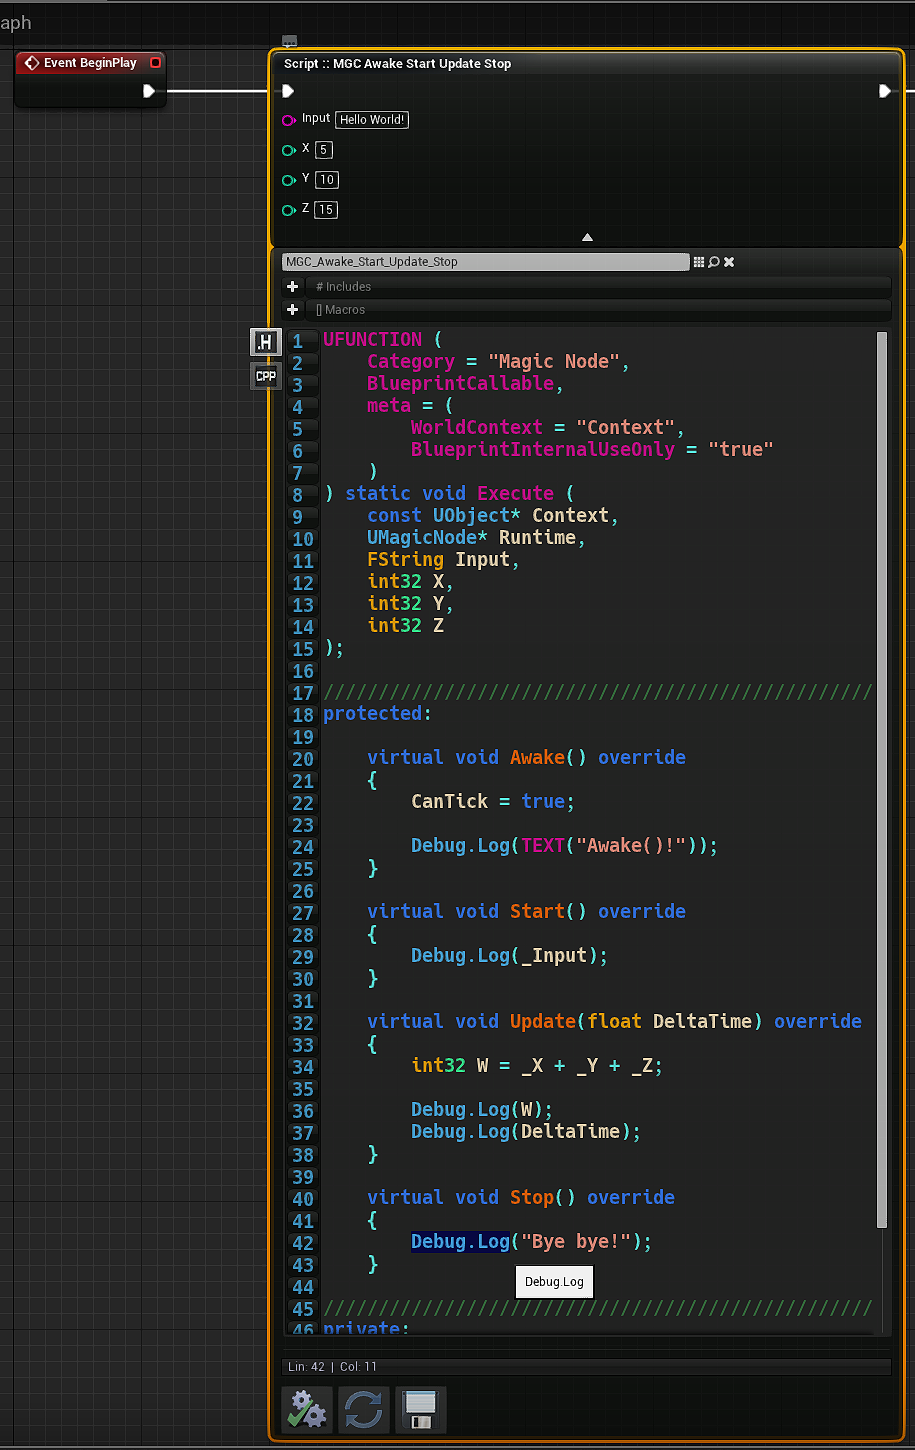 aph
Event BeginPlay
Script :: MGC Awake Start Update Stop
Input Hello World!
X 5
Y 10
Z 15
MGC_Awake_Start_Update_Stop
# Includes
[] Macros
.H
CPP
1 UFUNCTION (
2 Category = "Magic Node",
3 BlueprintCallable,
4 meta = (
5 WorldContext = "Context",
6 BlueprintInternalUseOnly = "true"
7 )
8 ) static void Execute (
9 const UObject* Context,
10 UMagicNode* Runtime,
11 FString Input,
12 int32 X,
13 int32 Y,
14 int32 Z
15 );
16
17 //////////////////////////////////////////////////
18 protected:
19
20 virtual void Awake() override
21 {
22 CanTick = true;
23
24 Debug.Log(TEXT("Awake()!"));
25 }
26
27 virtual void Start() override
28 {
29 Debug.Log(_Input);
30 }
31
32 virtual void Update(float DeltaTime) override
33 {
34 int32 W = _X + _Y + _Z;
35
36 Debug.Log(W);
37 Debug.Log(DeltaTime);
38 }
39
40 virtual void Stop() override
41 {
42 Debug.Log("Bye bye!");
43 }
Debug.Log
44
45 //////////////////////////////////////////////////
46 private:
Lin: 42 | Col: 11